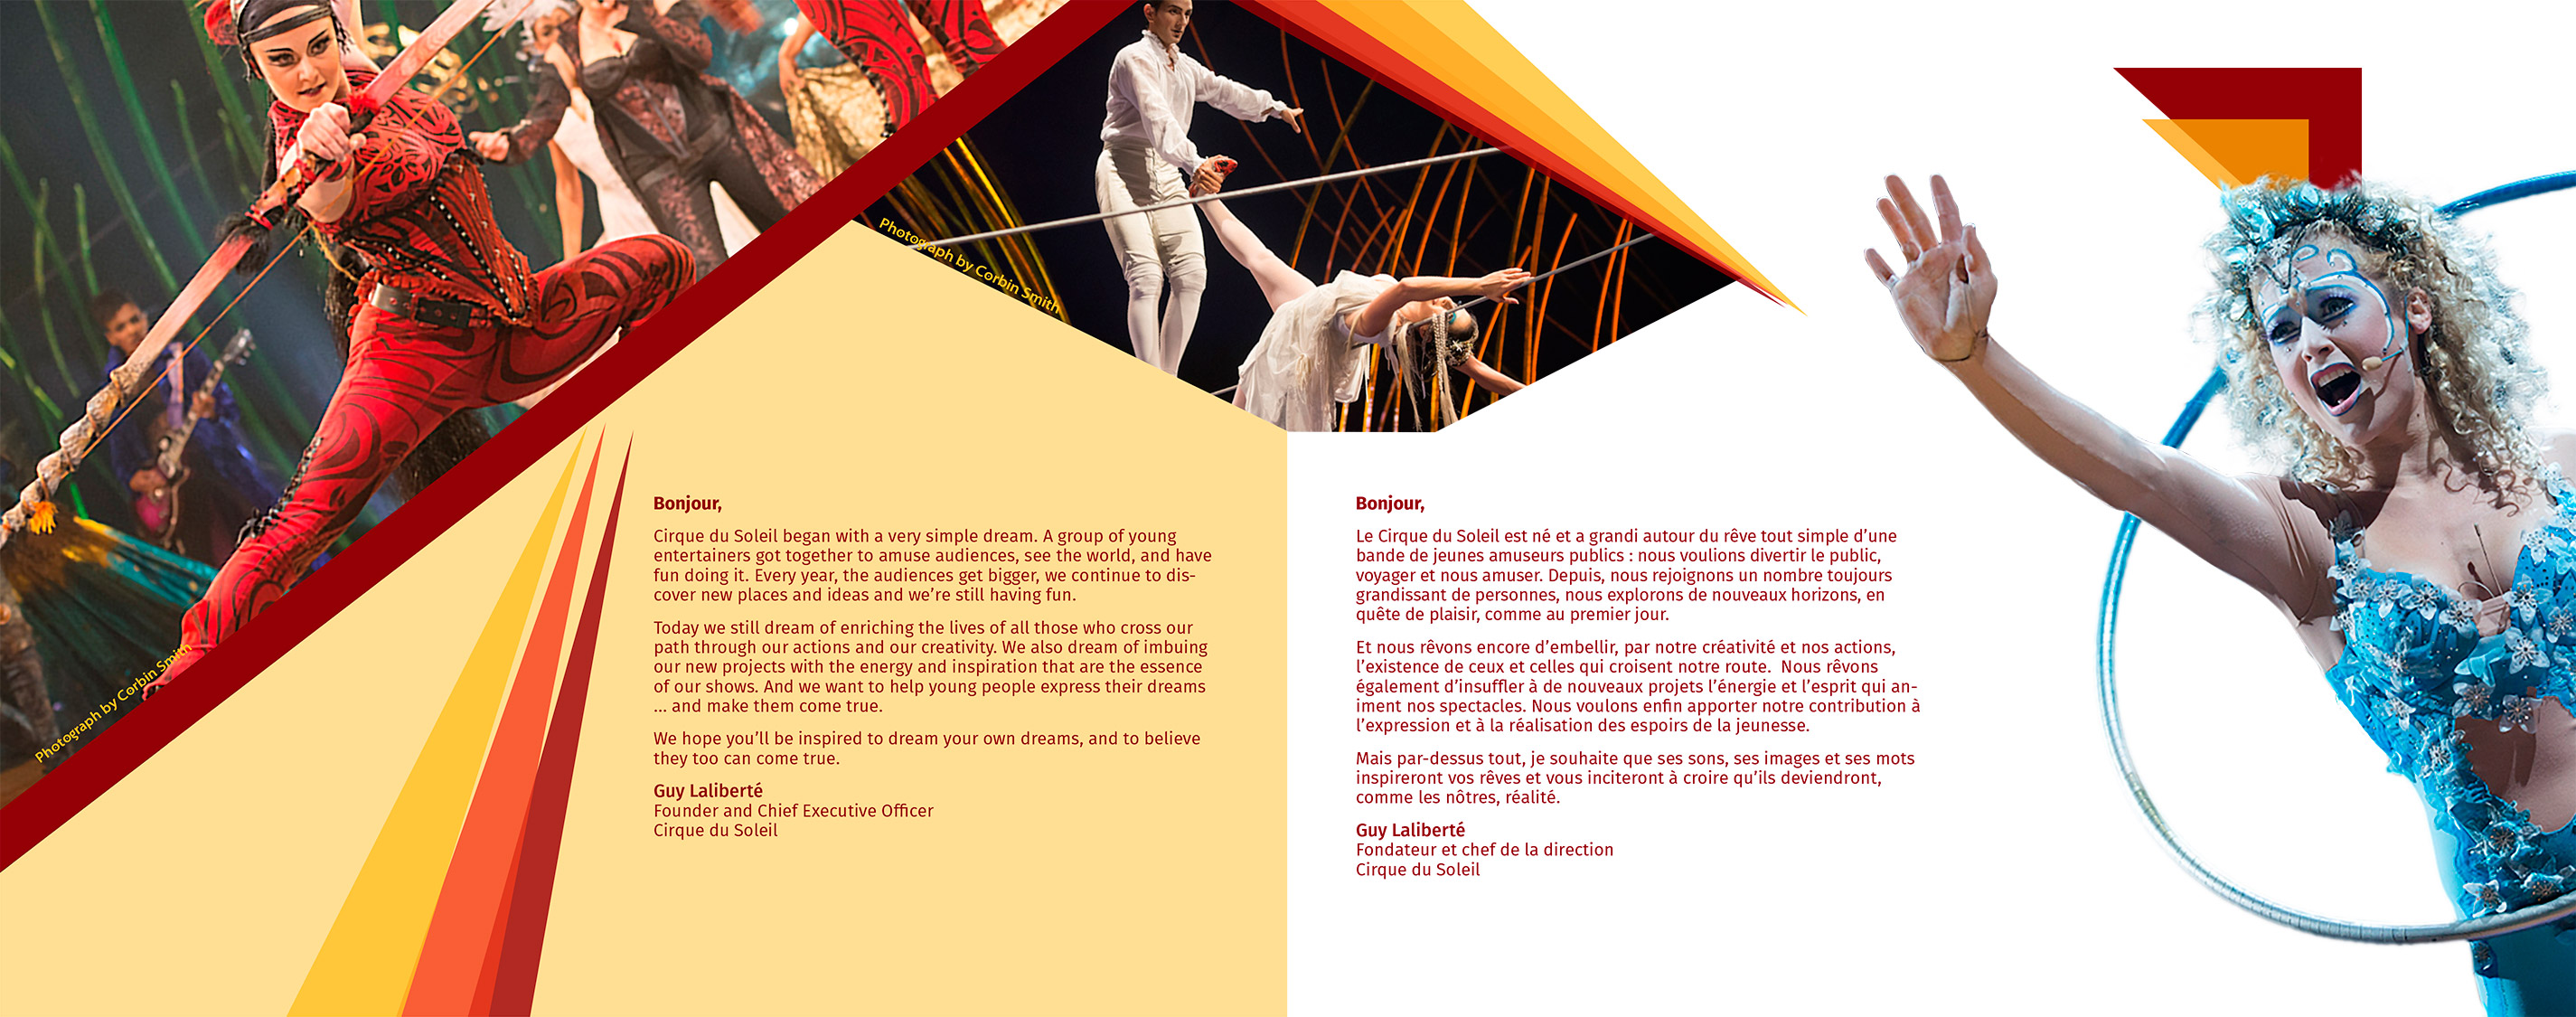 Photograph by Corbin Smith
Photograph by Corbin Smith
Bonjour,
Cirque du Soleil began with a very simple dream. A group of young
entertainers got together to amuse audiences, see the world, and have
fun doing it. Every year, the audiences get bigger, we continue to dis-
cover new places and ideas and we’re still having fun.
Today we still dream of enriching the lives of all those who cross our
path through our actions and our creativity. We also dream of imbuing
our new projects with the energy and inspiration that are the essence
of our shows. And we want to help young people express their dreams
... and make them come true.
We hope you’ll be inspired to dream your own dreams, and to believe
they too can come true.
Guy Laliberté
Founder and Chief Executive Officer
Cirque du Soleil
Bonjour,
Le Cirque du Soleil est né et a grandi autour du rêve tout simple d’une
bande de jeunes amuseurs publics : nous voulions divertir le public,
voyager et nous amuser. Depuis, nous rejoignons un nombre toujours
grandissant de personnes, nous explorons de nouveaux horizons, en
quête de plaisir, comme au premier jour.
Et nous rêvons encore d’embellir, par notre créativité et nos actions,
l’existence de ceux et celles qui croisent notre route.  Nous rêvons
également d’insuffler à de nouveaux projets l’énergie et l’esprit qui an-
iment nos spectacles. Nous voulons enfin apporter notre contribution à
l’expression et à la réalisation des espoirs de la jeunesse.
Mais par-dessus tout, je souhaite que ses sons, ses images et ses mots
inspireront vos rêves et vous inciteront à croire qu’ils deviendront,
comme les nôtres, réalité.
Guy Laliberté
Fondateur et chef de la direction
Cirque du Soleil